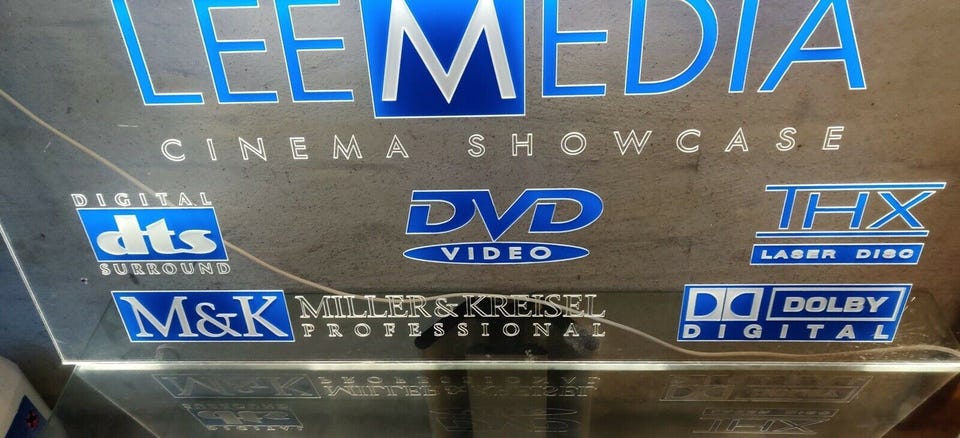 LEEMEDIA
CINEMA SHOWCASE
DIGITAL
dts
SURROUND
DVD
VIDEO
THX
LASER DISC
M&K MILLER & KREISEL
PROFESSIONAL
DOLBY
DIGITAL